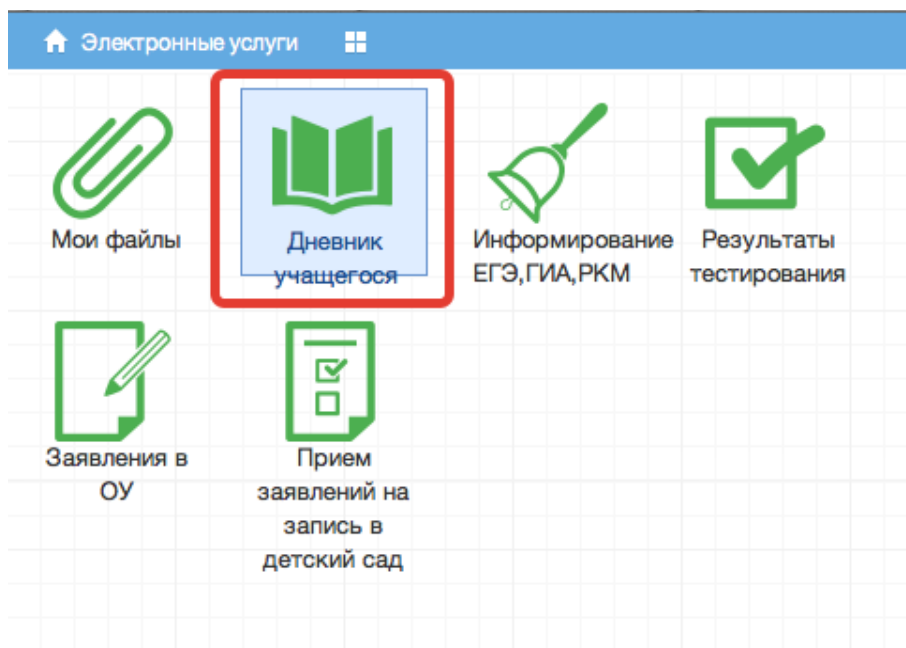 Электронные услуги
Мои файлы
Дневник
учащегося
Информирование
ЕГЭ,ГИА,РКМ
Результаты
тестирования
Заявления в
ОУ
Прием
заявлений на
запись в
детский сад